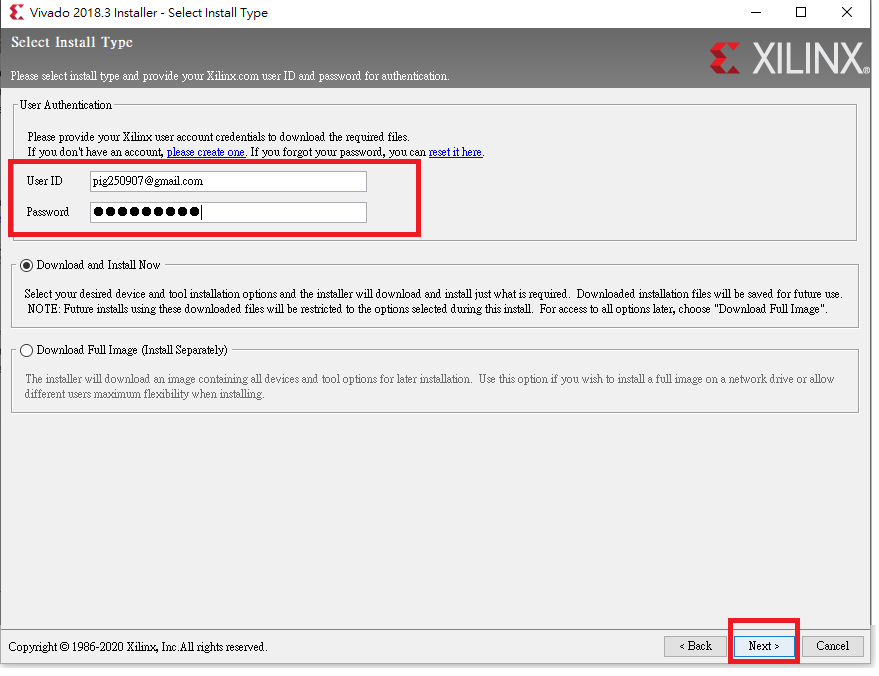 Vivado 2018.3 Installer - Select Install Type
Select Install Type
XILINX®
Please select install type and provide your Xilinx.com user ID and password for authentication.
User Authentication
Please provide your Xilinx user account credentials to download the required files.
If you don't have an account, please create one. If you forgot your password, you can reset it here.
User ID pig250907@gmail.com
Password ●●●●●●●●●
Download and Install Now
Select your desired device and tool installation options and the installer will download and install just what is required. Downloaded installation files will be saved for future use.
NOTE: Future installs using these downloaded files will be restricted to the options selected during this install. For access to all options later, choose "Download Full Image".
Download Full Image (Install Separately)
The installer will download an image containing all devices and tool options for later installation. Use this option if you wish to install a full image on a network drive or allow
different users maximum flexibility when installing.
Copyright © 1986-2020 Xilinx, Inc.All rights reserved.
< Back Next > Cancel